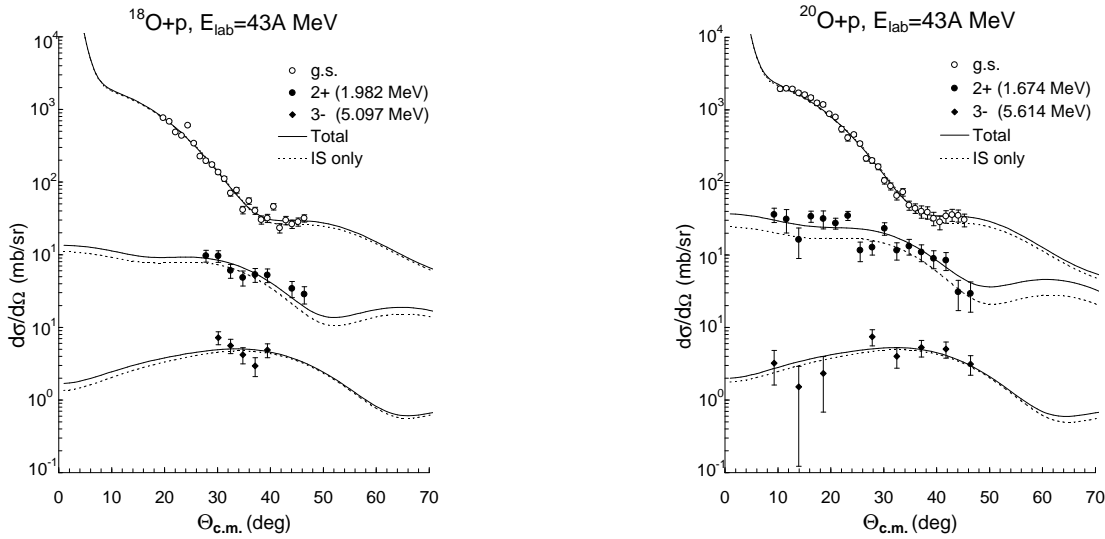 ¹⁸O+p, E_lab=43A MeV
10⁴
10³
10²
10¹
10⁰
10⁻¹
dσ/dΩ (mb/sr)
g.s.
2+ (1.982 MeV)
3- (5.097 MeV)
Total
IS only
0 10 20 30 40 50 60 70
Θ_c.m. (deg)
²⁰O+p, E_lab=43A MeV
10⁴
10³
10²
10¹
10⁰
10⁻¹
dσ/dΩ (mb/sr)
g.s.
2+ (1.674 MeV)
3- (5.614 MeV)
Total
IS only
0 10 20 30 40 50 60 70
Θ_c.m. (deg)